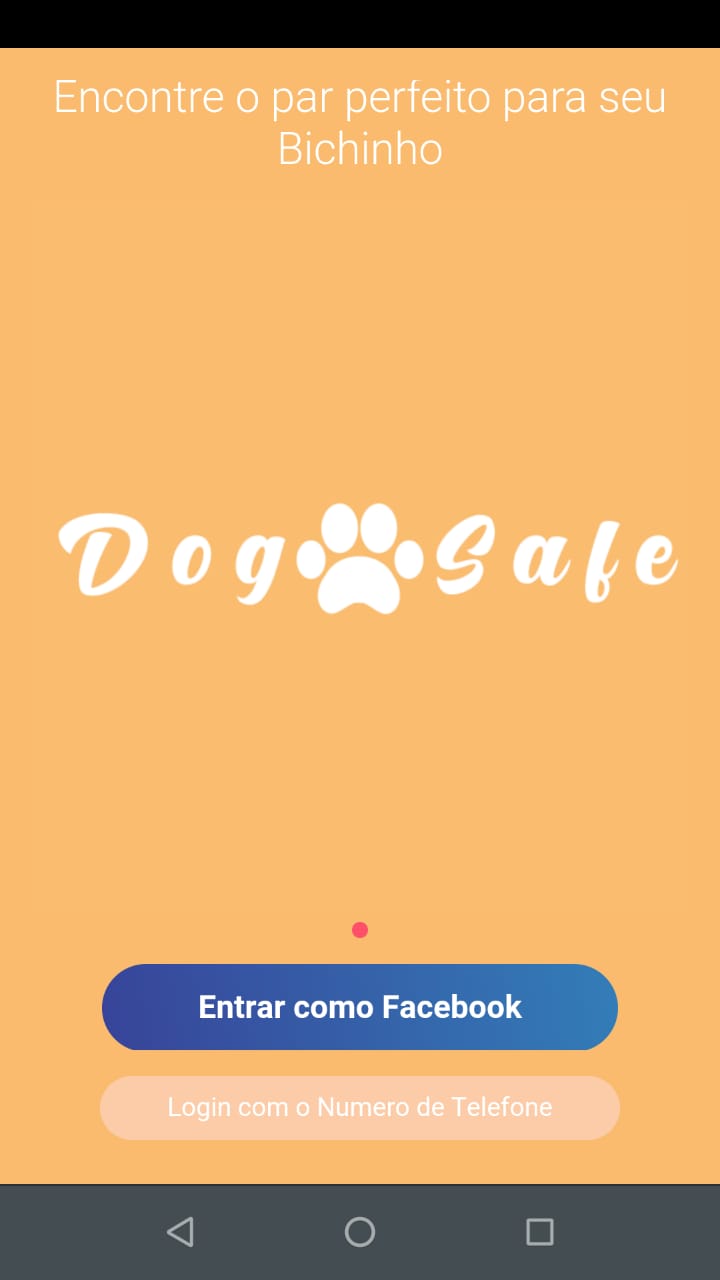 Encontre o par perfeito para seu
Bichinho
Dog Safe
Entrar como Facebook
Login com o Numero de Telefone